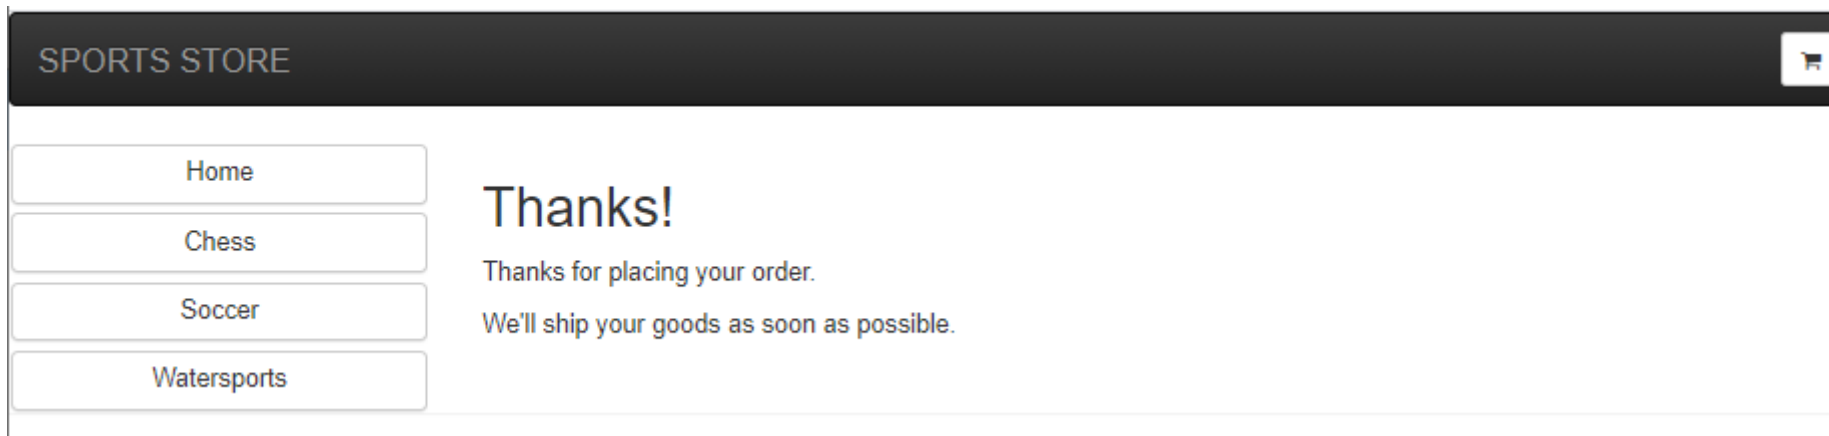 SPORTS STORE
Home
Chess
Soccer
Watersports
Thanks!
Thanks for placing your order.
We'll ship your goods as soon as possible.